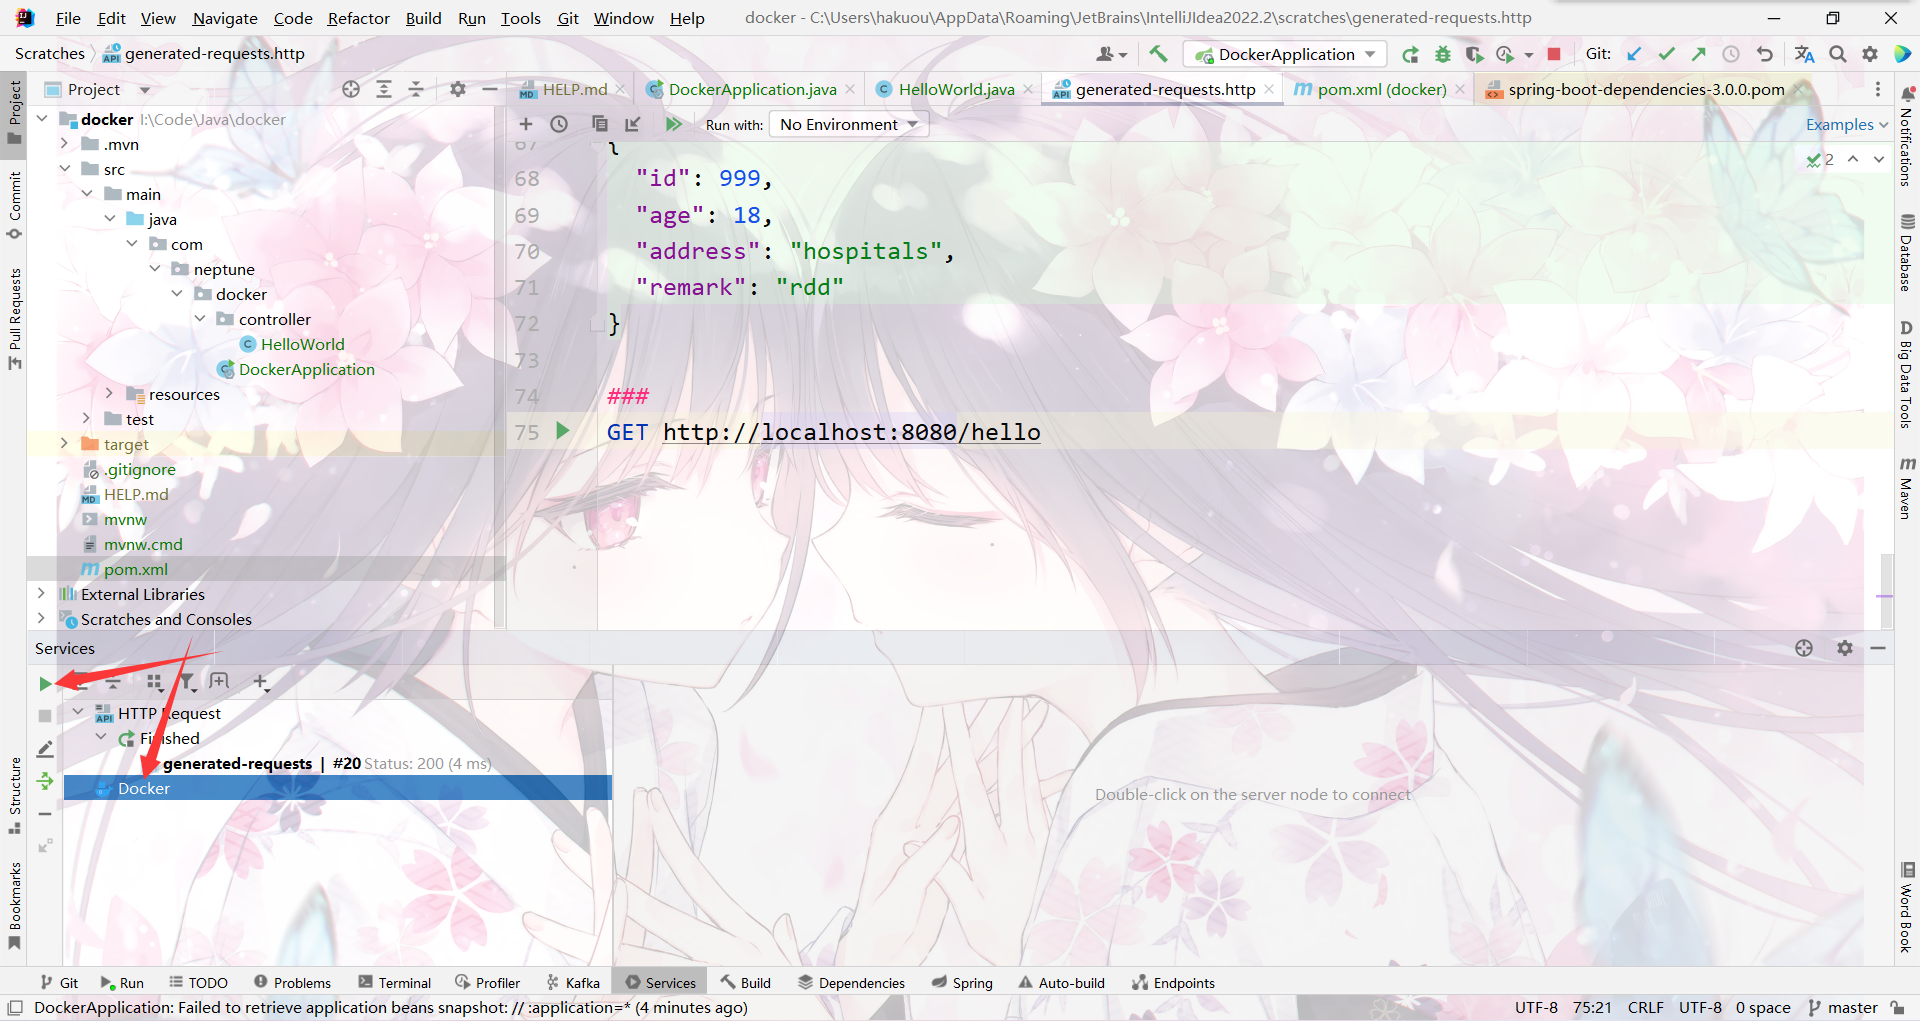 File Edit View Navigate Code Refactor Build Run Tools Git Window Help docker - C:\Users\hakuou\AppData\Roaming\JetBrains\IntelliJIdea2022.2\scratches\generated-requests.http
Scratches generated-requests.http DockerApplication Git:
Project
HELP.md DockerApplication.java HelloWorld.java generated-requests.http pom.xml (docker) spring-boot-dependencies-3.0.0.pom
Run with: No Environment Examples
docker I:\Code\Java\docker
.mvn
src
main
java
com
neptune
docker
controller
HelloWorld
DockerApplication
resources
test
target
.gitignore
HELP.md
mvnw
mvnw.cmd
pom.xml
External Libraries
Scratches and Consoles
2
67 {
68 "id": 999,
69 "age": 18,
70 "address": "hospitals",
71 "remark": "rdd"
72 }
73
74 ###
75 GET http://localhost:8080/hello
Services
HTTP Request
Finished
generated-requests | #20 Status: 200 (4 ms)
Docker
Double-click on the server node to connect
Project
Commit
Pull Requests
Structure
Bookmarks
Notifications
Database
D Big Data Tools
m Maven
Word Book
Git Run TODO Problems Terminal Profiler Kafka Services Build Dependencies Spring Auto-build Endpoints
DockerApplication: Failed to retrieve application beans snapshot: // :application=* (4 minutes ago) UTF-8 75:21 CRLF UTF-8 0 space master